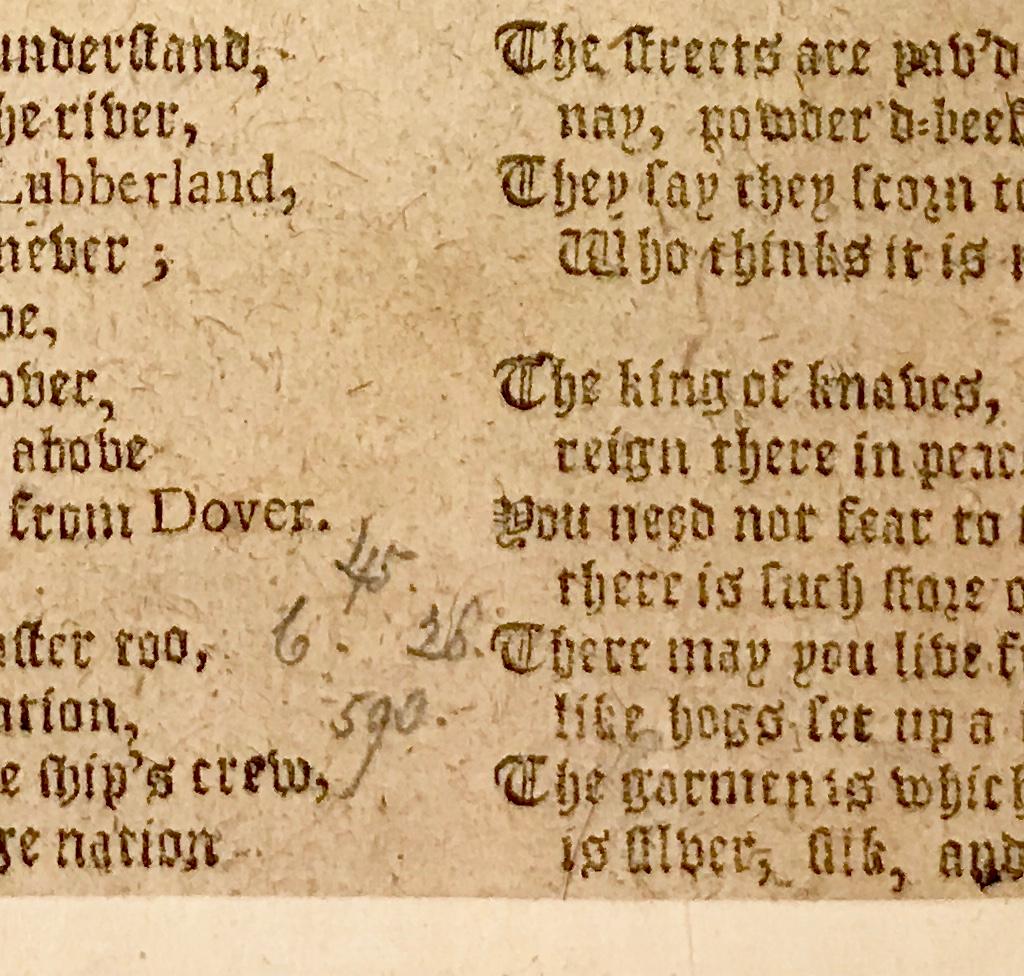 understand,
he river,
Lubberland,
never ;
be,
over,
above
from Dover.
aster too,
ation,
e ship's crew,
ge nation
45.
6. 26.
590.
The streets are pav'd
nay, powder'd-beef
They say they scorn to
Who thinks it is
The king of knaves,
reign there in peac
You need not fear to
there is such store o
There may you live f
like hogs set up a
The garments which
is silver, silk, and